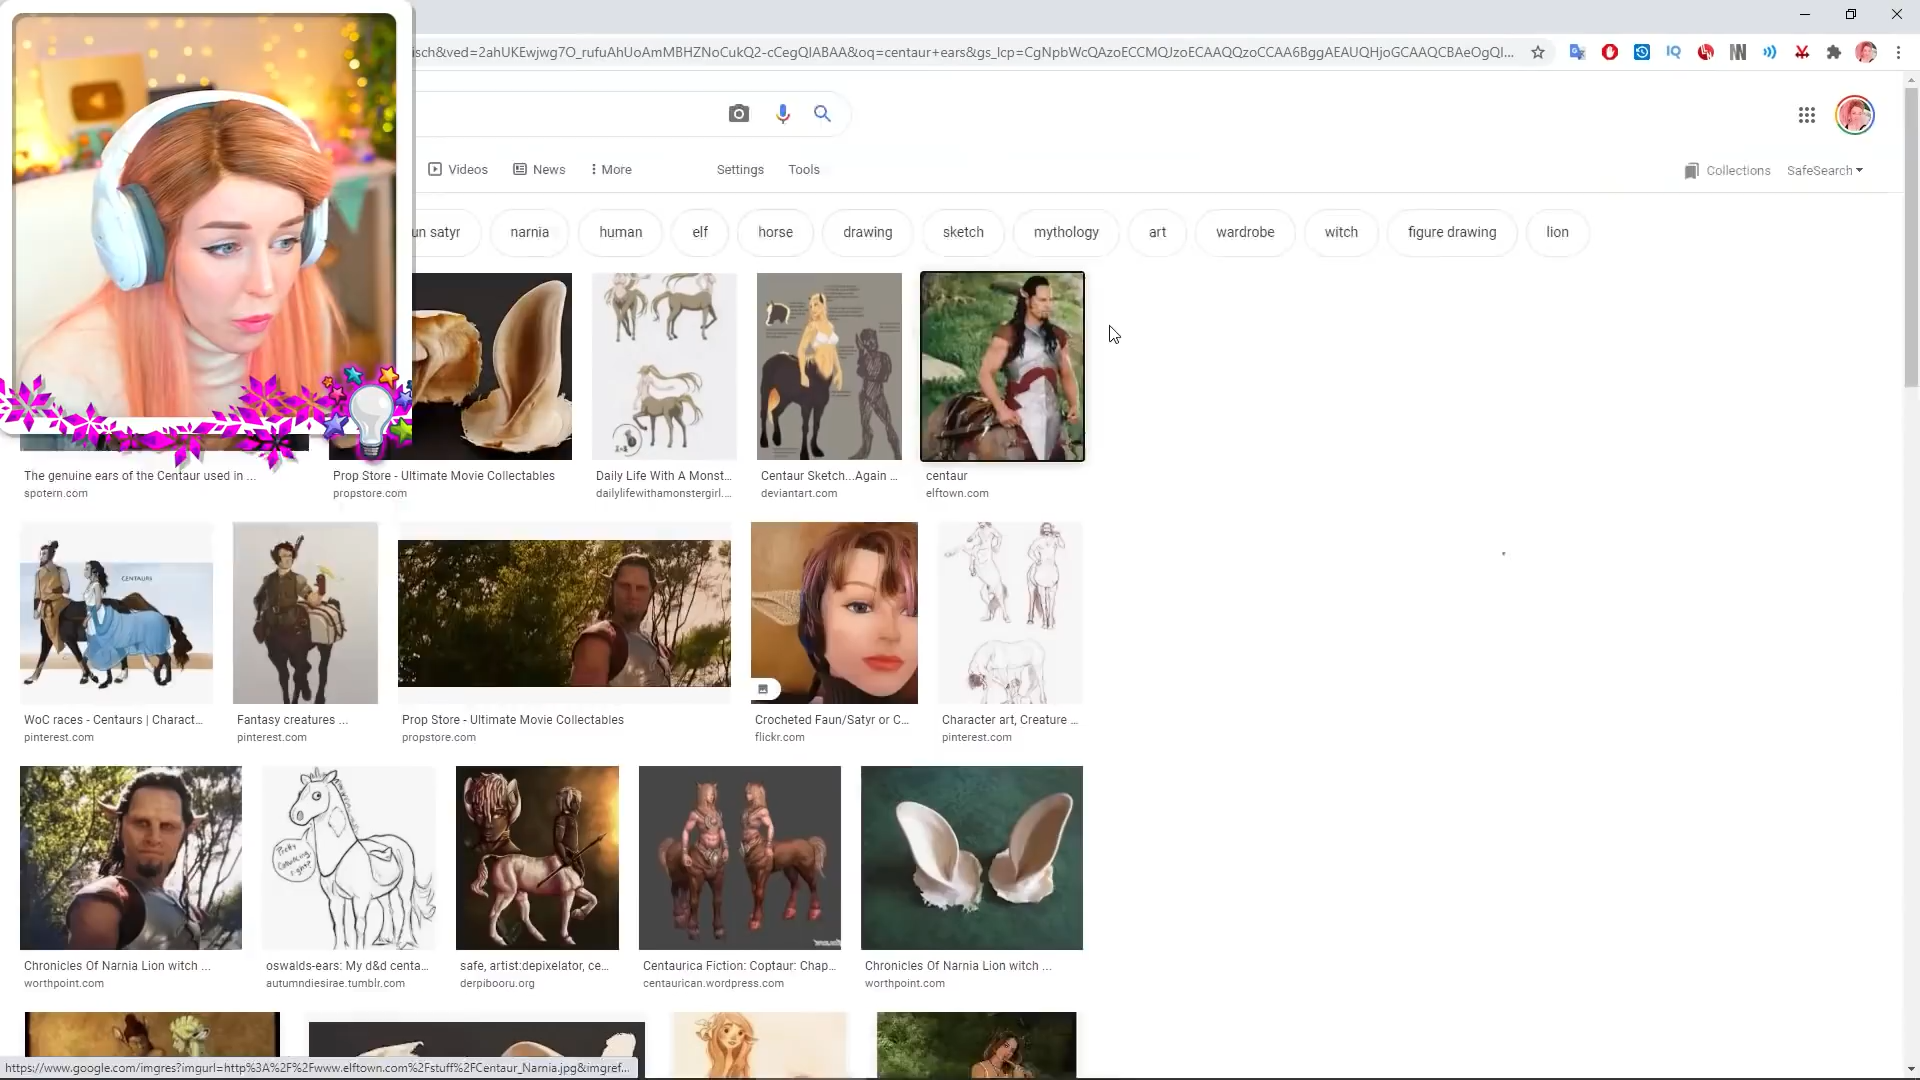 isch&ved=2ahUKEwjwg7O_rufuAhUoAmMBHZNoCukQ2-cCegQIABAA&oq=centaur+ears&gs_lcp=CgNpbWcQAzoECCMQJzoECAAQQzoCCAA6BggAEAUQHjoGCAAQCBAeOgQI...
Videos
News
More
Settings
Tools
Collections
SafeSearch
un satyr
narnia
human
elf
horse
drawing
sketch
mythology
art
wardrobe
witch
figure drawing
lion
The genuine ears of the Centaur used in ...
spotern.com
Prop Store - Ultimate Movie Collectables
propstore.com
Daily Life With A Monst...
dailylifewithamonstergirl....
Centaur Sketch...Again ...
deviantart.com
centaur
elftown.com
CENTAURS
WoC races - Centaurs | Charact...
pinterest.com
Fantasy creatures ...
pinterest.com
Prop Store - Ultimate Movie Collectables
propstore.com
Crocheted Faun/Satyr or C...
flickr.com
Character art, Creature ...
pinterest.com
Chronicles Of Narnia Lion witch ...
worthpoint.com
oswalds-ears: My d&d centa...
autumndiesirae.tumblr.com
safe, artist:depixelator, ce...
derpibooru.org
Centaurica Fiction: Coptaur: Chap...
centaurican.wordpress.com
Chronicles Of Narnia Lion witch ...
worthpoint.com
https://www.google.com/imgres?imgurl=http%3A%2F%2Fwww.elftown.com%2Fstuff%2FCentaur_Narnia.jpg&imgref...